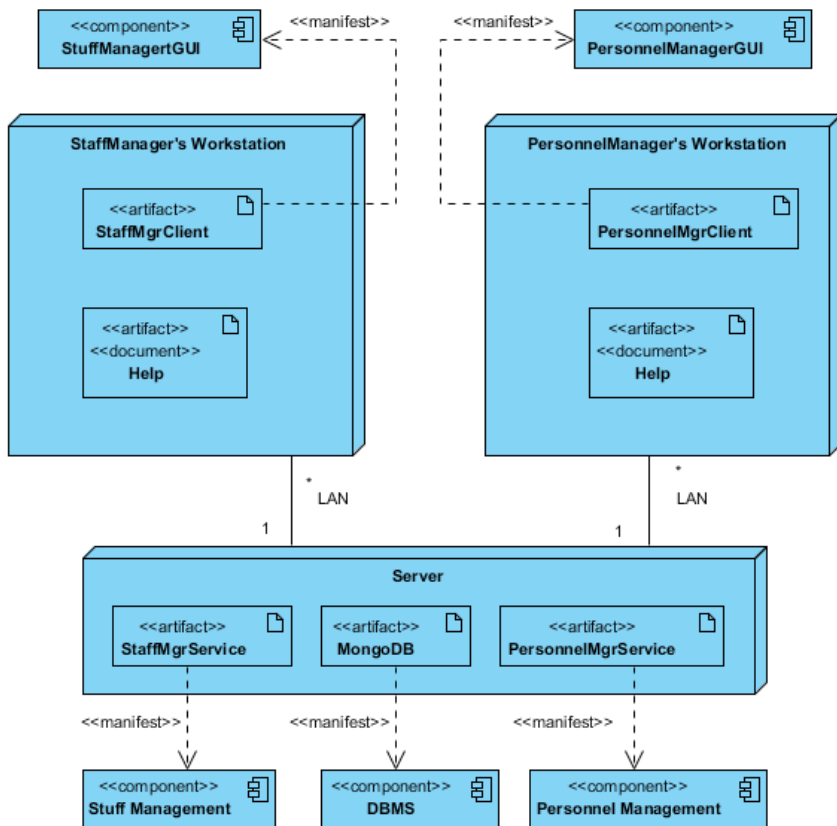 <<component>>
StuffManagertGUI
<<manifest>>
<<manifest>>
<<component>>
PersonnelManagerGUI
StaffManager's Workstation
<<artifact>>
StaffMgrClient
<<artifact>>
<<document>>
Help
PersonnelManager's Workstation
<<artifact>>
PersonnelMgrClient
<<artifact>>
<<document>>
Help
*
LAN
1
*
LAN
1
Server
<<artifact>>
StaffMgrService
<<artifact>>
MongoDB
<<artifact>>
PersonnelMgrService
<<manifest>>
<<manifest>>
<<manifest>>
<<component>>
Stuff Management
<<component>>
DBMS
<<component>>
Personnel Management